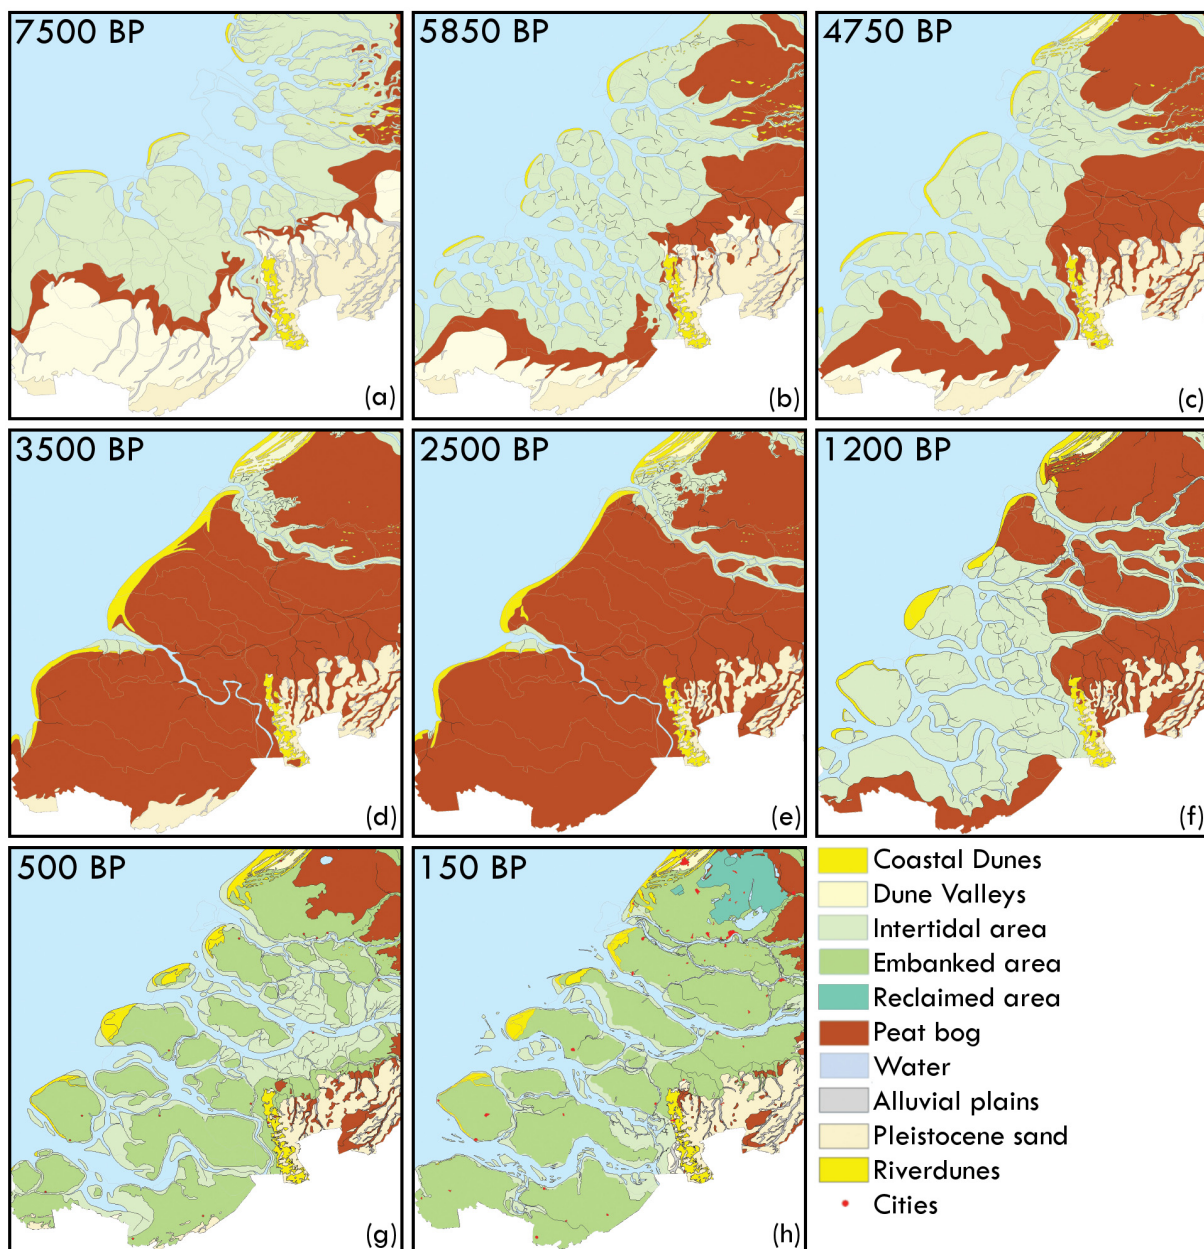 7500 BP
(a)
5850 BP
(b)
4750 BP
(c)
3500 BP
(d)
2500 BP
(e)
1200 BP
(f)
500 BP
(g)
150 BP
(h)
Coastal Dunes
Dune Valleys
Intertidal area
Embanked area
Reclaimed area
Peat bog
Water
Alluvial plains
Pleistocene sand
Riverdunes
Cities